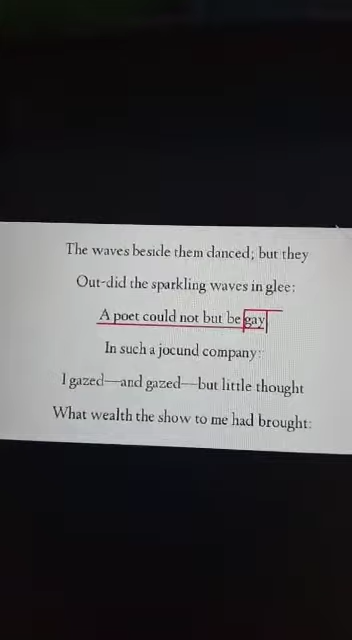 The waves beside them danced; but they
Out-did the sparkling waves in glee:
A poet could not but be gay
In such a jocund company:
I gazed—and gazed—but little thought
What wealth the show to me had brought: